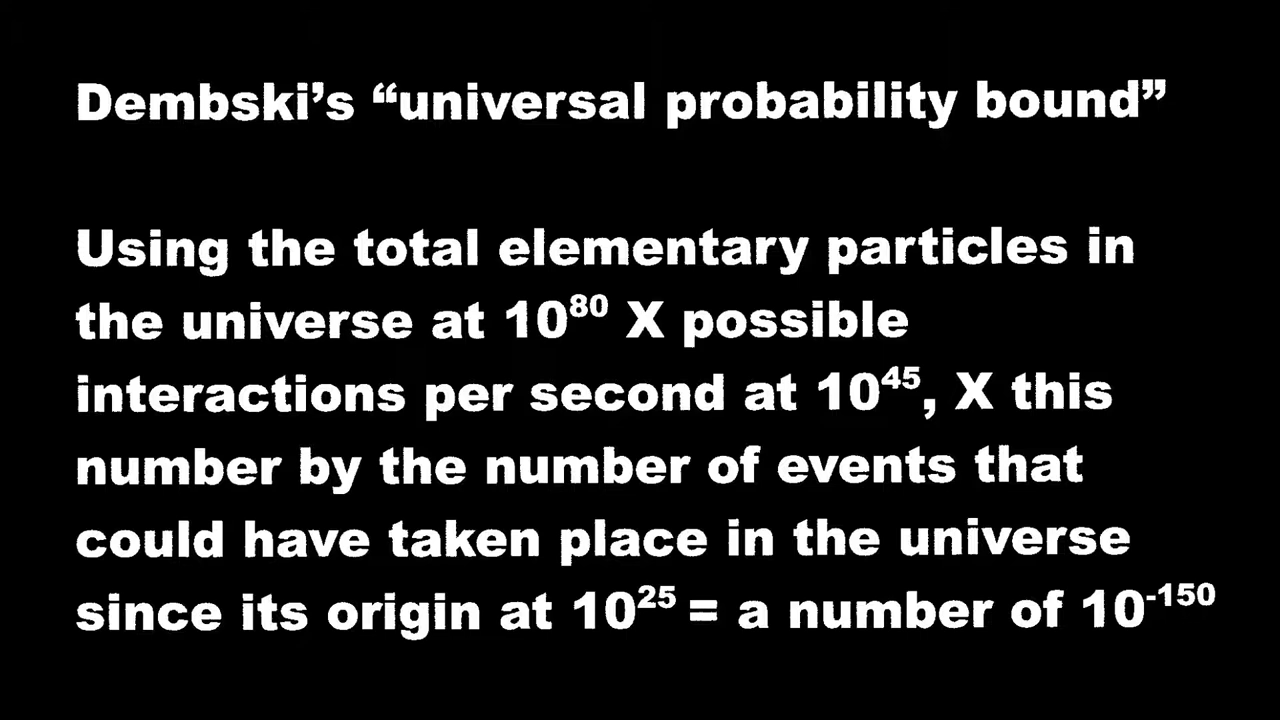 Dembski’s “universal probability bound”
Using the total elementary particles in
the universe at 10⁸⁰ X possible
interactions per second at 10⁴⁵, X this
number by the number of events that
could have taken place in the universe
since its origin at 10²⁵ = a number of 10⁻¹⁵⁰